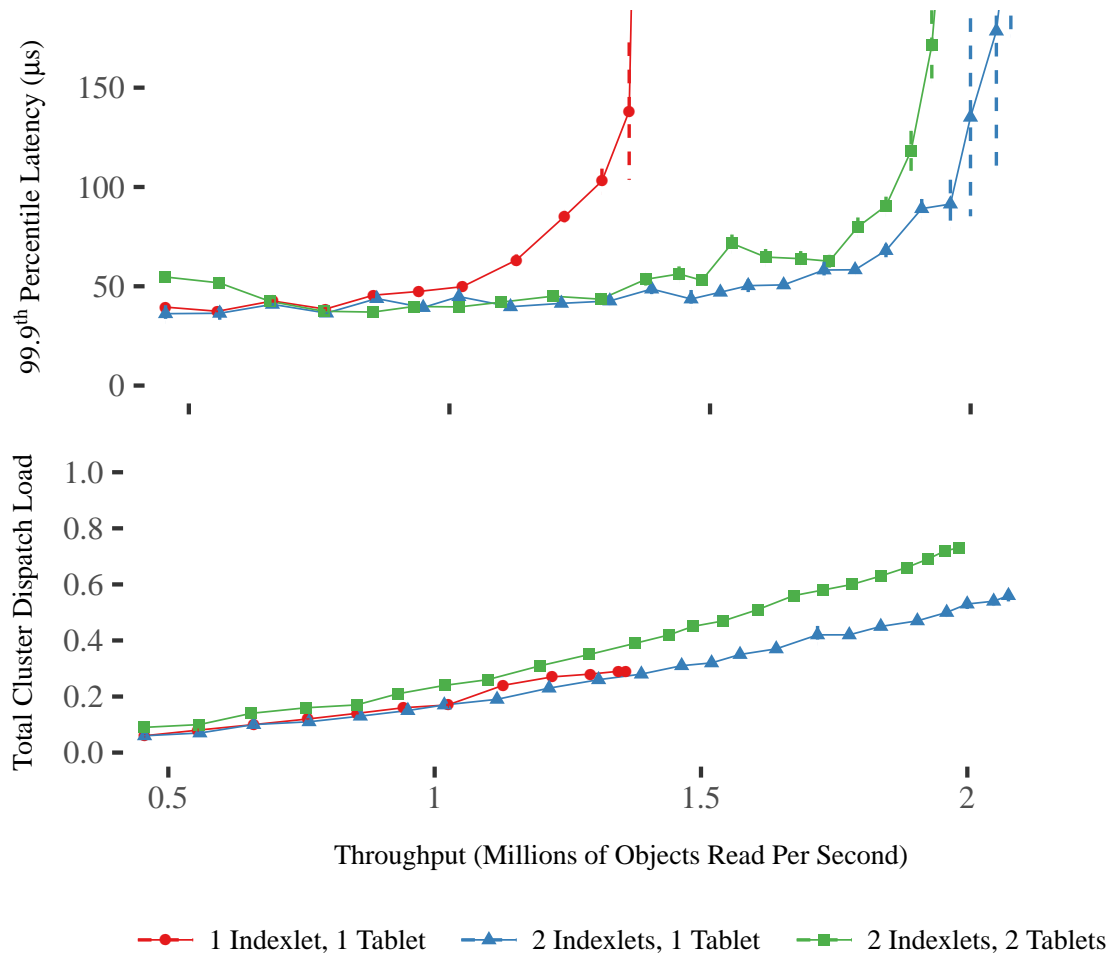 99.9th Percentile Latency (μs)
150
100
50
0
Total Cluster Dispatch Load
1.0
0.8
0.6
0.4
0.2
0.0
0.5 1 1.5 2
Throughput (Millions of Objects Read Per Second)
1 Indexlet, 1 Tablet 2 Indexlets, 1 Tablet 2 Indexlets, 2 Tablets